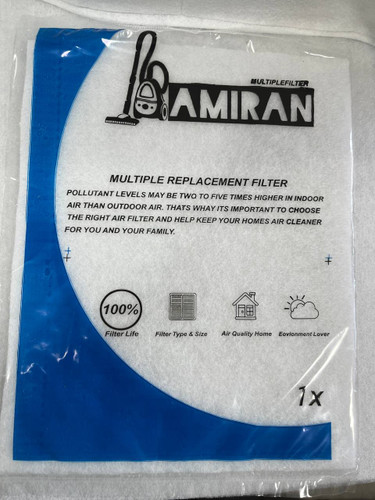 MULTIPLEFILTER
AMIRAN
MULTIPLE REPLACEMENT FILTER
POLLUTANT LEVELS MAY BE TWO TO FIVE TIMES HIGHER IN INDOOR
AIR THAN OUTDOOR AIR. THATS WHAY ITS IMPORTANT TO CHOOSE
THE RIGHT AIR FILTER AND HELP KEEP YOUR HOMES AIR CLEANER
FOR YOU AND YOUR FAMILY.
100%
Filter Life
Filter Type & Size
Air Quality Home
Eovionment Lover
1x